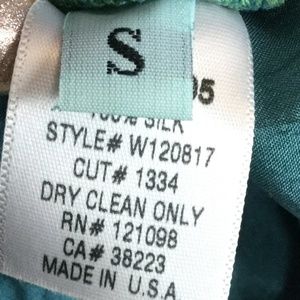 S
100% SILK
STYLE# W120817
CUT# 1334
DRY CLEAN ONLY
RN# 121098
CA# 38223
MADE IN U.S.A